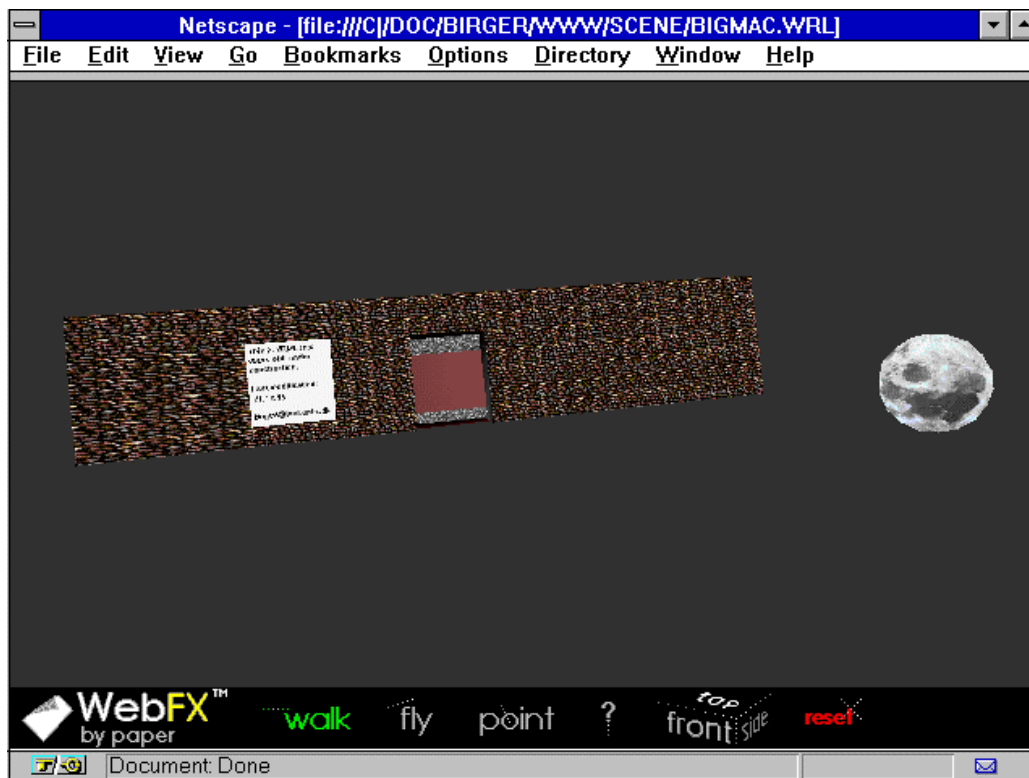 Netscape - [file:///C|/DOC/BIRGER/WWW/SCENE/BIGMAC.WRL]
File Edit View Go Bookmarks Options Directory Window Help
construction.
WebFX™
by paper
walk fly point ? top front side reset
Document: Done